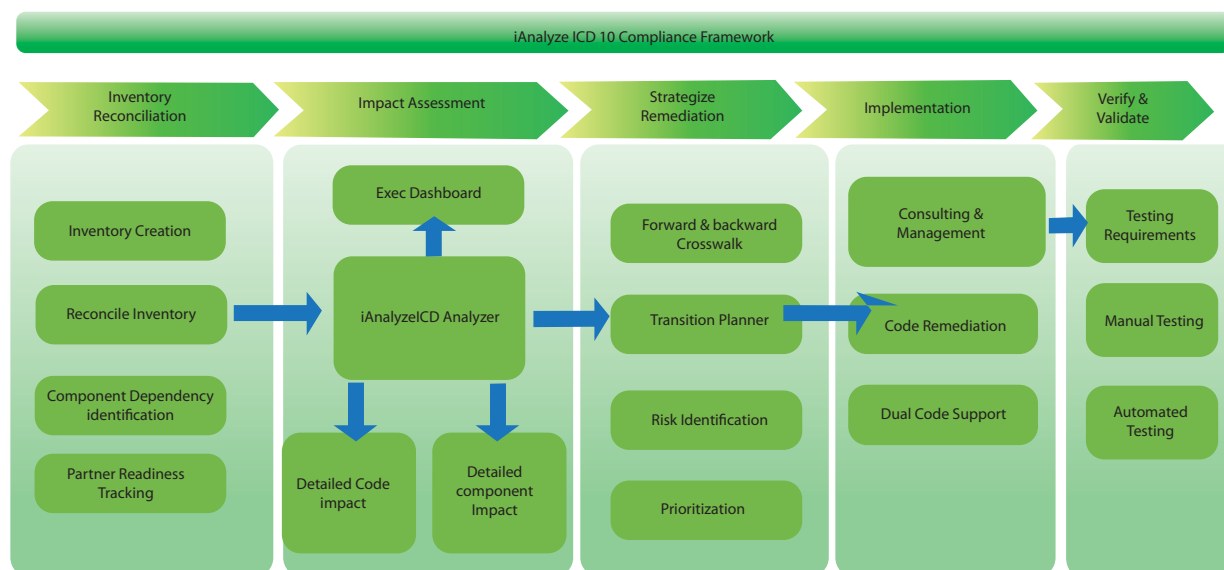 iAnalyze ICD 10 Compliance Framework
Inventory
Reconciliation
Impact Assessment
Strategize
Remediation
Implementation
Verify &
Validate
Inventory Creation
Reconcile Inventory
Component Dependency
identification
Partner Readiness
Tracking
Exec Dashboard
iAnalyzeICD Analyzer
Detailed Code
impact
Detailed
component
Impact
Forward & backward
Crosswalk
Transition Planner
Risk Identification
Prioritization
Consulting &
Management
Code Remediation
Dual Code Support
Testing
Requirements
Manual Testing
Automated
Testing